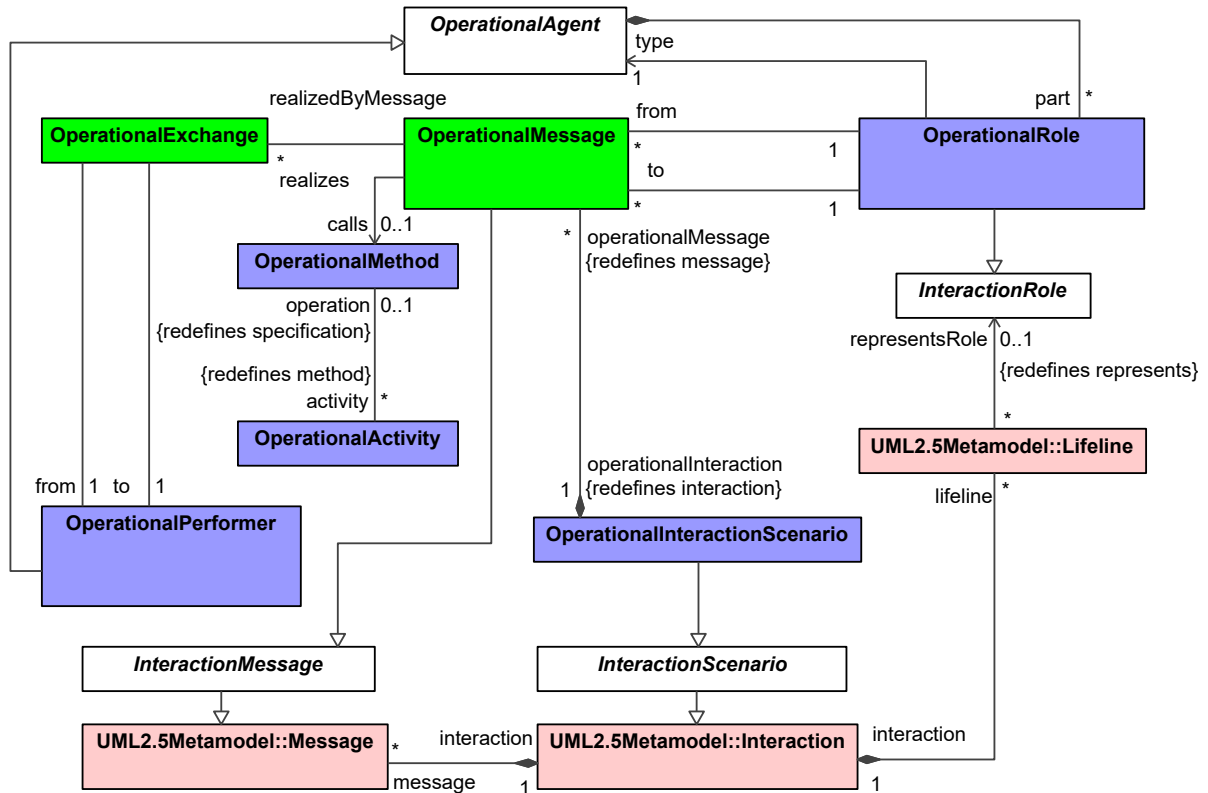 OperationalAgent
type
1
realizedByMessage
part
*
from
OperationalExchange
OperationalMessage
OperationalRole
*
1
*
realizes
to
*
1
calls
0..1
*
operationalMessage
{redefines message}
OperationalMethod
InteractionRole
operation
0..1
{redefines specification}
representsRole
0..1
{redefines represents}
{redefines method}
activity
*
*
OperationalActivity
UML2.5Metamodel::Lifeline
operationalInteraction
1
{redefines interaction}
from
1
to
1
lifeline
*
OperationalPerformer
OperationalInteractionScenario
InteractionMessage
InteractionScenario
UML2.5Metamodel::Message
*
interaction
UML2.5Metamodel::Interaction
interaction
message
1
1